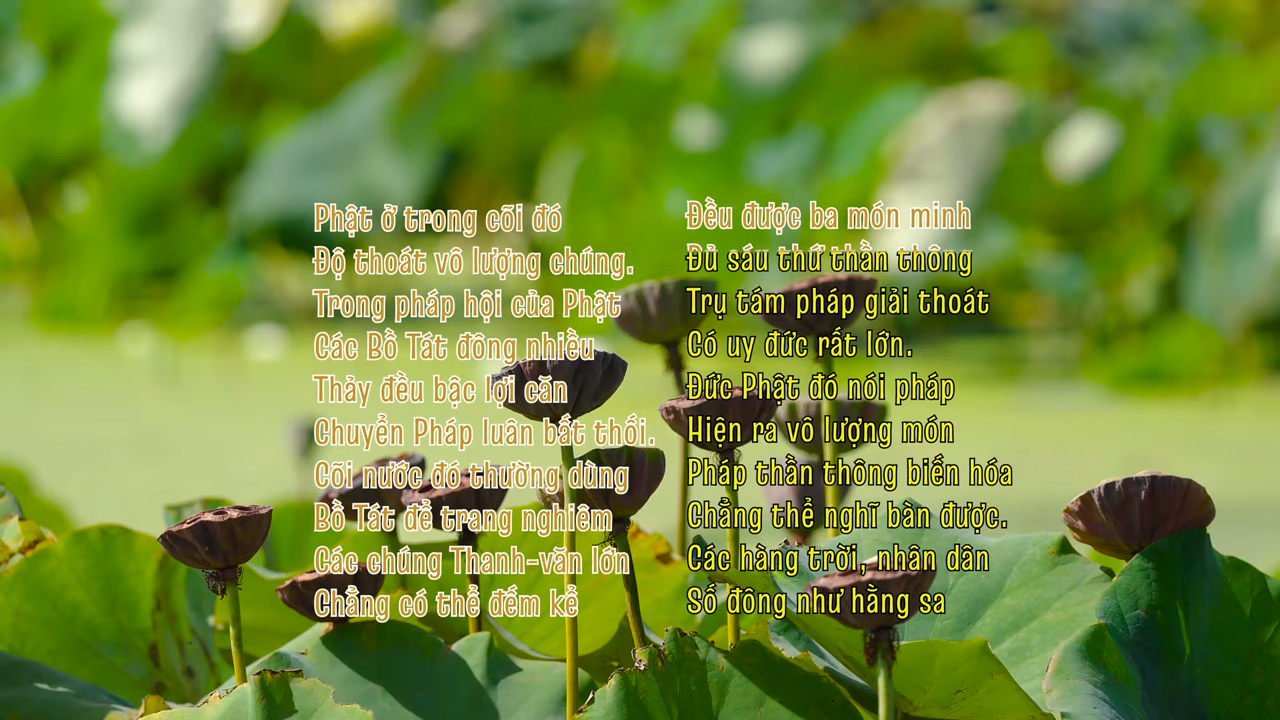 Phật ở trong cõi đó
Độ thoát vô lượng chúng.
Trong pháp hội của Phật
Các Bồ Tát đông nhiều
Thảy đều bậc lợi căn
Chuyển Pháp luân bất thối.
Cõi nước đó thường dùng
Bồ Tát để trang nghiêm
Các chúng Thanh-văn lớn
Chẳng có thể đếm kể
Đều được ba món minh
Đủ sáu thứ thần thông
Trụ tám pháp giải thoát
Có uy đức rất lớn.
Đức Phật đó nói pháp
Hiện ra vô lượng món
Pháp thần thông biến hóa
Chẳng thể nghĩ bàn được.
Các hàng trời, nhân dân
Số đông như hằng sa